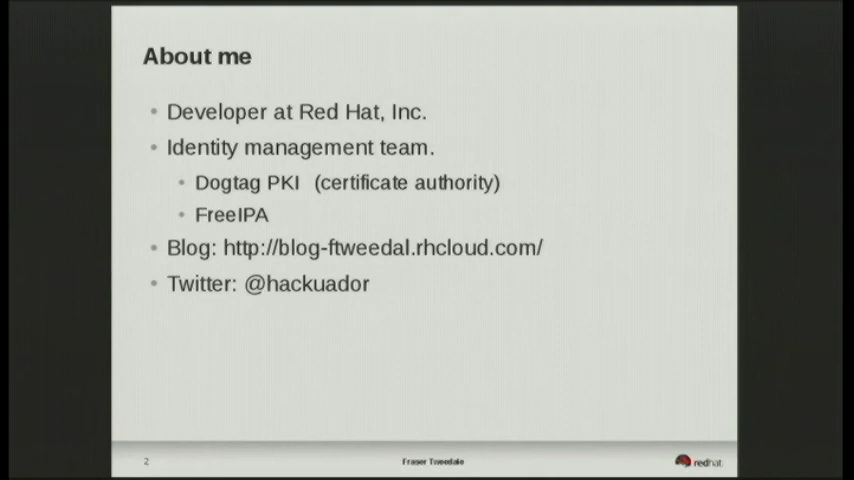 About me
• Developer at Red Hat, Inc.
• Identity management team.
• Dogtag PKI (certificate authority)
• FreeIPA
• Blog: http://blog-ftweedal.rhcloud.com/
• Twitter: @hackuador
2
Fraser Tweedale
redhat